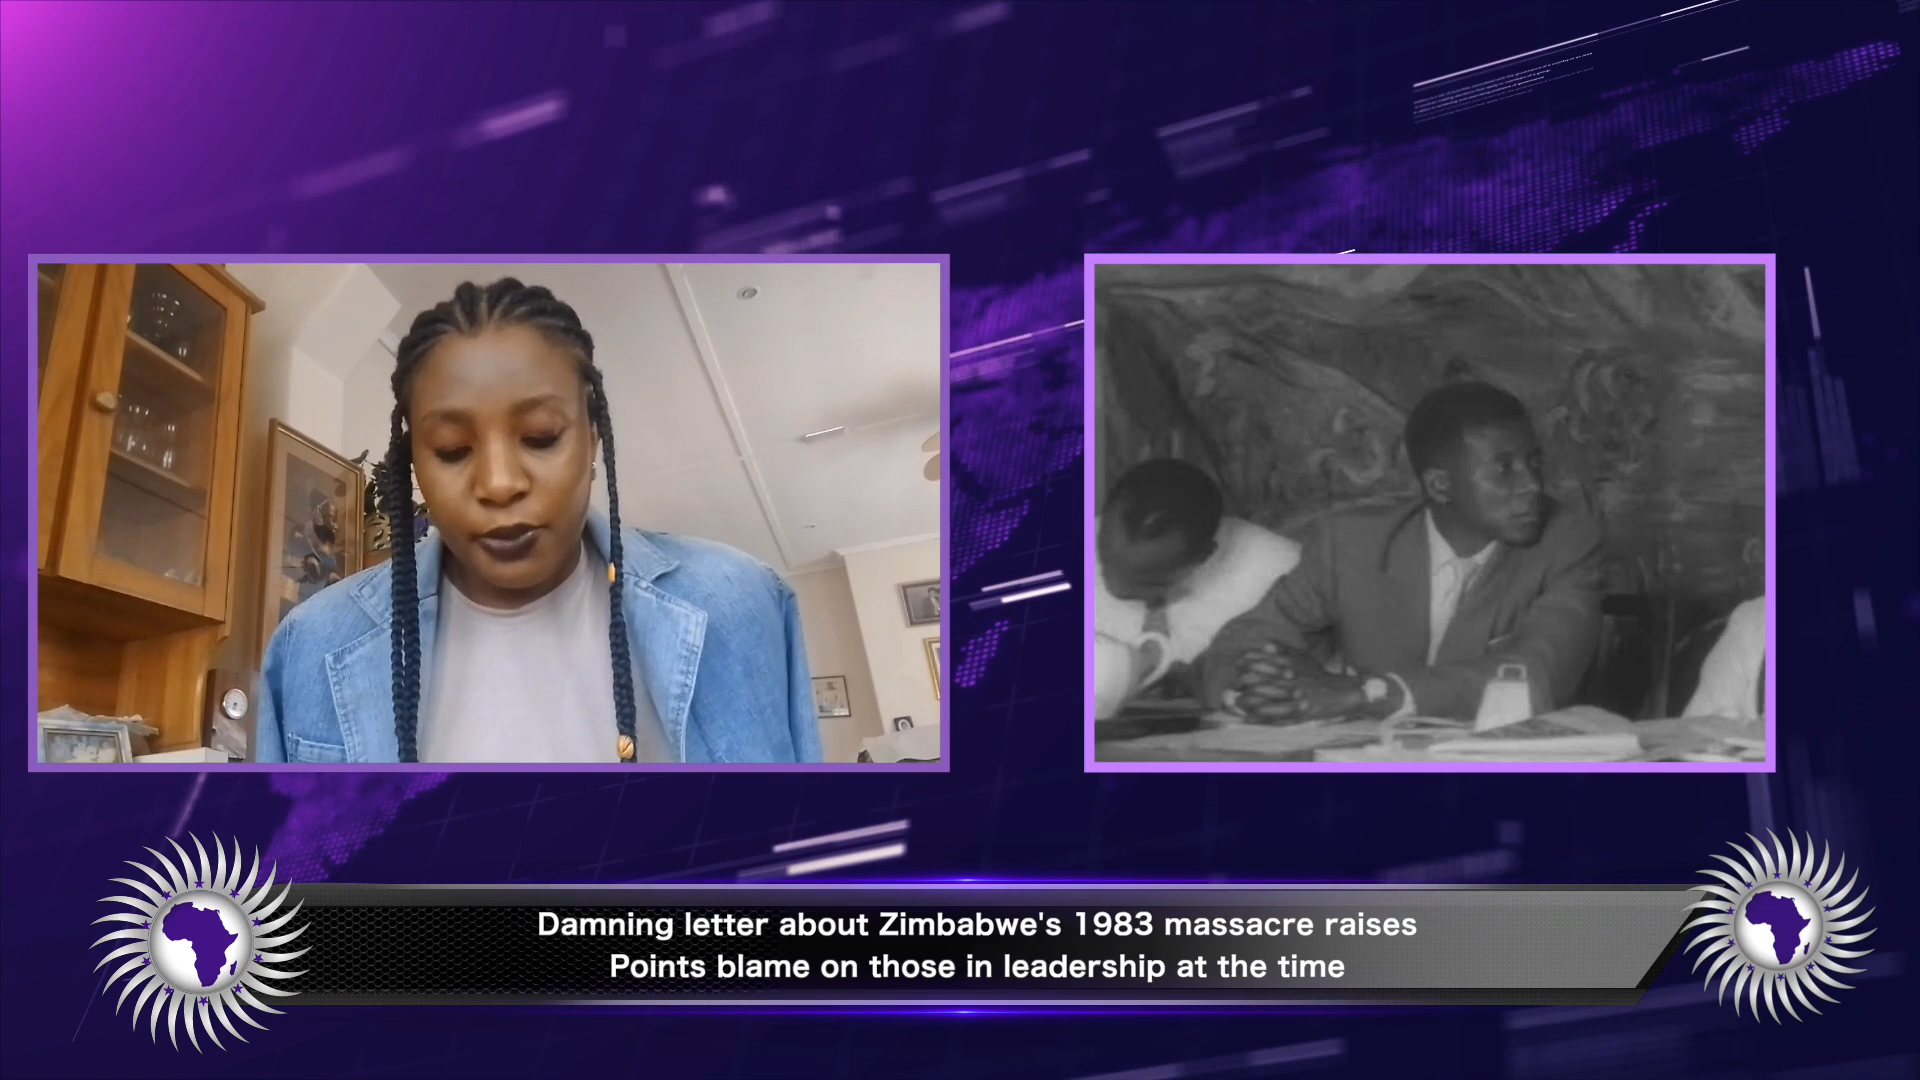 Damning letter about Zimbabwe's 1983 massacre raises
Points blame on those in leadership at the time